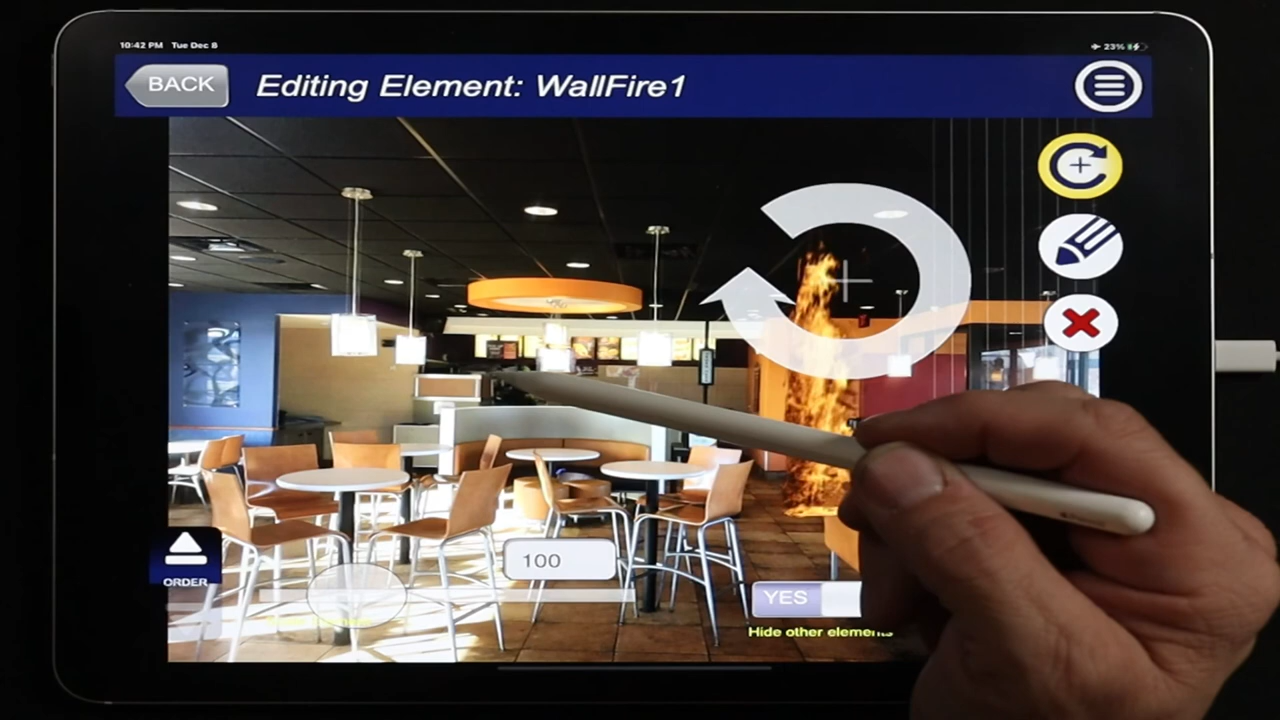 10:42 PM Tue Dec 8
23%
BACK
Editing Element: WallFire1
100
ORDER
YES
Hide other elements